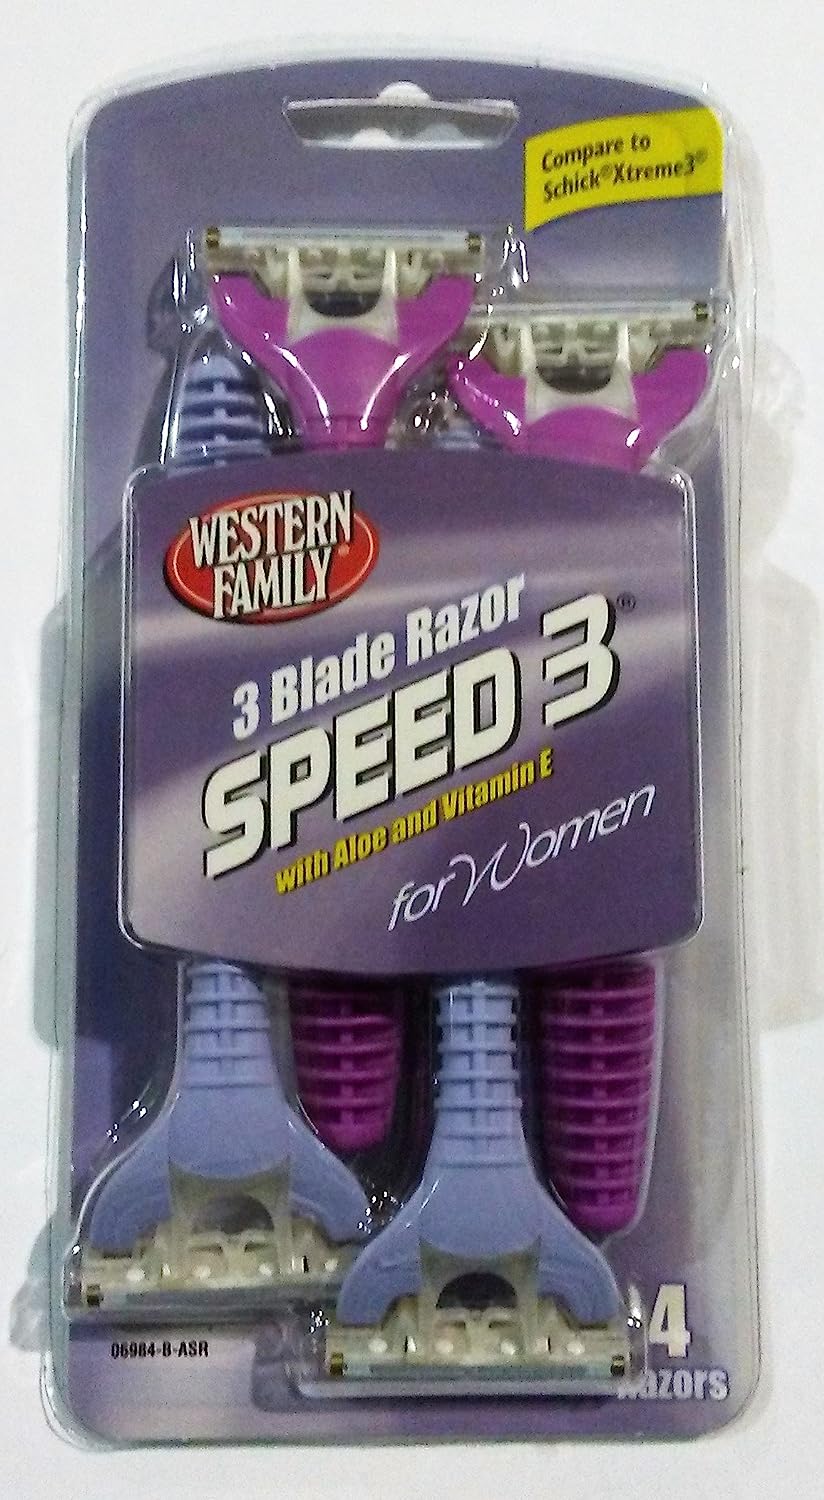 Compare to
Schick®Xtreme3®
WESTERN
FAMILY®
3 Blade Razor
SPEED 3®
with Aloe and Vitamin E
for Women
06984-B-ASR
4
Razors